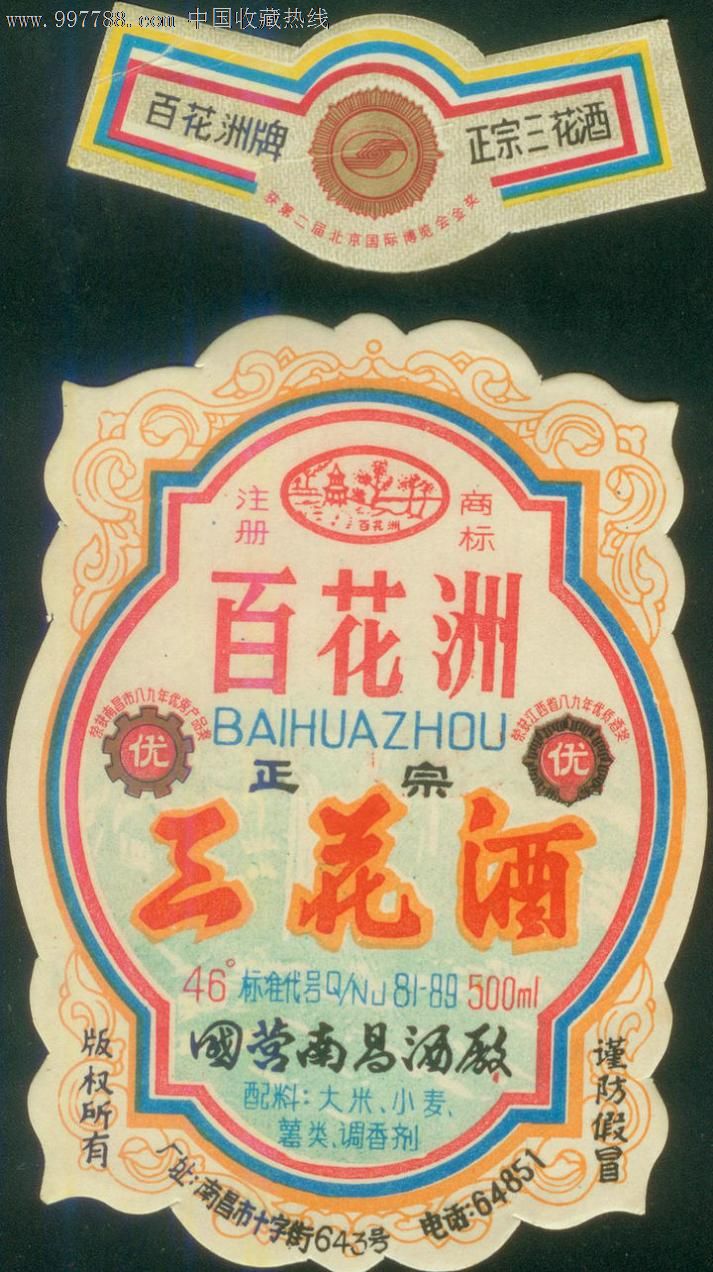 www.997788.com 中国收藏热线
百花洲牌
正宗三花酒
获第二届北京国际博览会金奖
注册
商标
百花洲
百花洲
荣获南昌市八九年优质产品奖
优
BAIHUAZHOU
荣获江西省八九年优质酒奖
优
正宗
三花酒
46° 标准代号Q/NJ 81-89 500ml
國营南昌酒厰
配料：大米、小麦、
薯类、调香剂
版权所有
谨防假冒
厂址：南昌市十字街643号
电话：64851